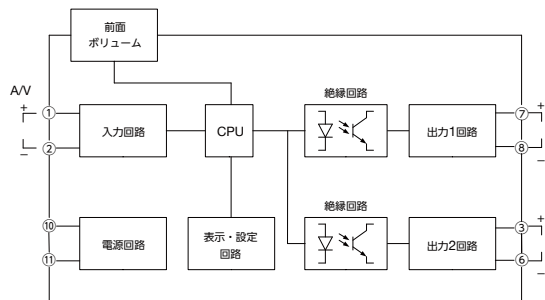 前面
ボリューム
A/V
+
①
−
②
入力回路
CPU
絶縁回路
出力1回路
⑦
+
⑧
−
⑩
⑪
電源回路
表示・設定
回路
絶縁回路
出力2回路
③
+
⑥
−